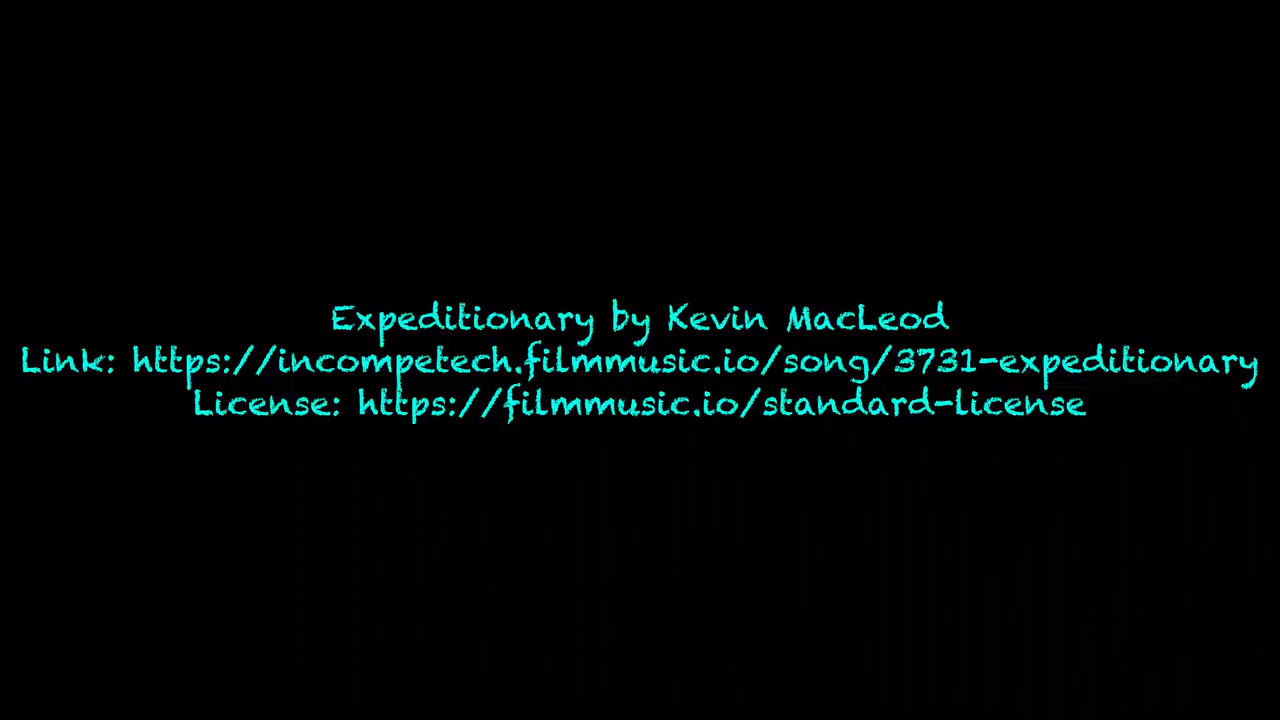 Expeditionary by Kevin MacLeod
Link: https://incompetech.filmmusic.io/song/3731-expeditionary
License: https://filmmusic.io/standard-license